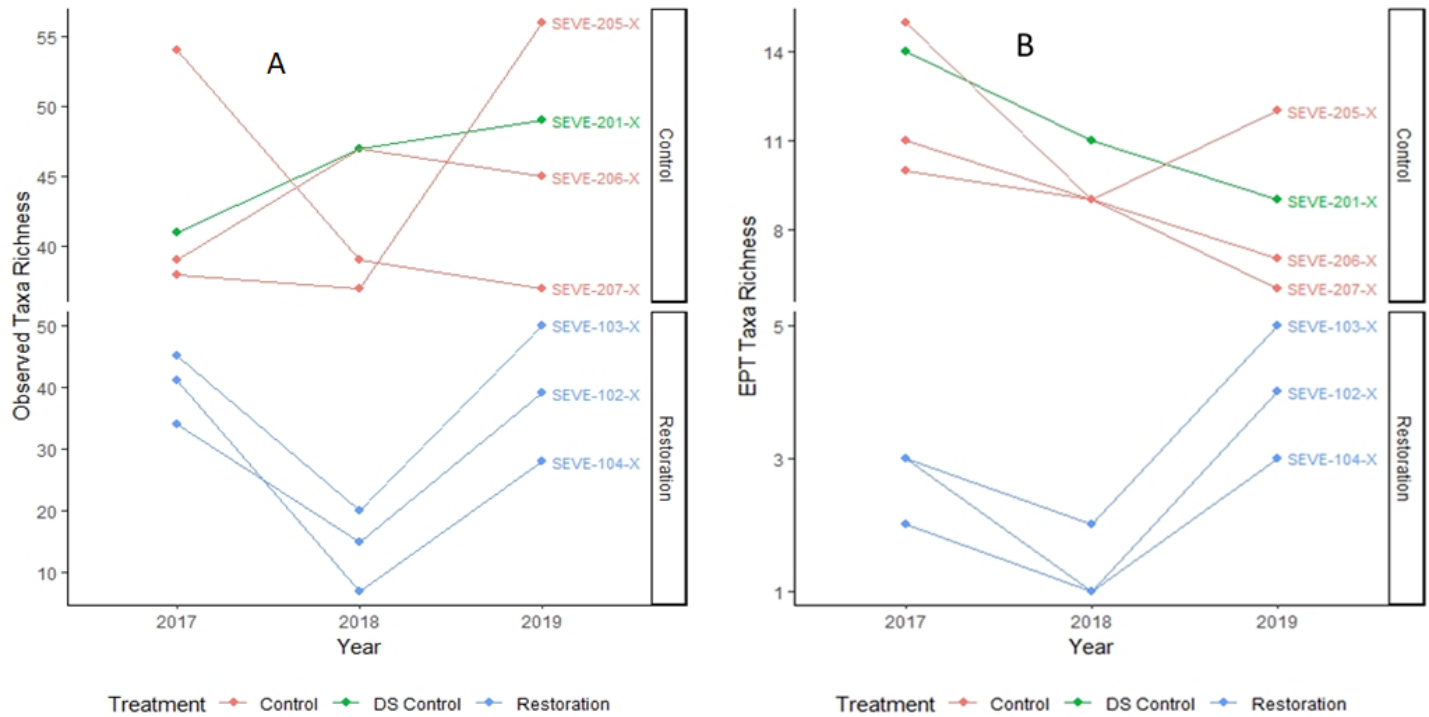 A
Observed Taxa Richness
55
50
45
40
SEVE-205-X
SEVE-201-X
SEVE-206-X
SEVE-207-X
Control
50
40
30
20
10
SEVE-103-X
SEVE-102-X
SEVE-104-X
Restoration
2017 2018 2019
Year
Treatment Control DS Control Restoration
B
EPT Taxa Richness
14
11
8
SEVE-205-X
SEVE-201-X
SEVE-206-X
SEVE-207-X
Control
5
3
1
SEVE-103-X
SEVE-102-X
SEVE-104-X
Restoration
2017 2018 2019
Year
Treatment Control DS Control Restoration